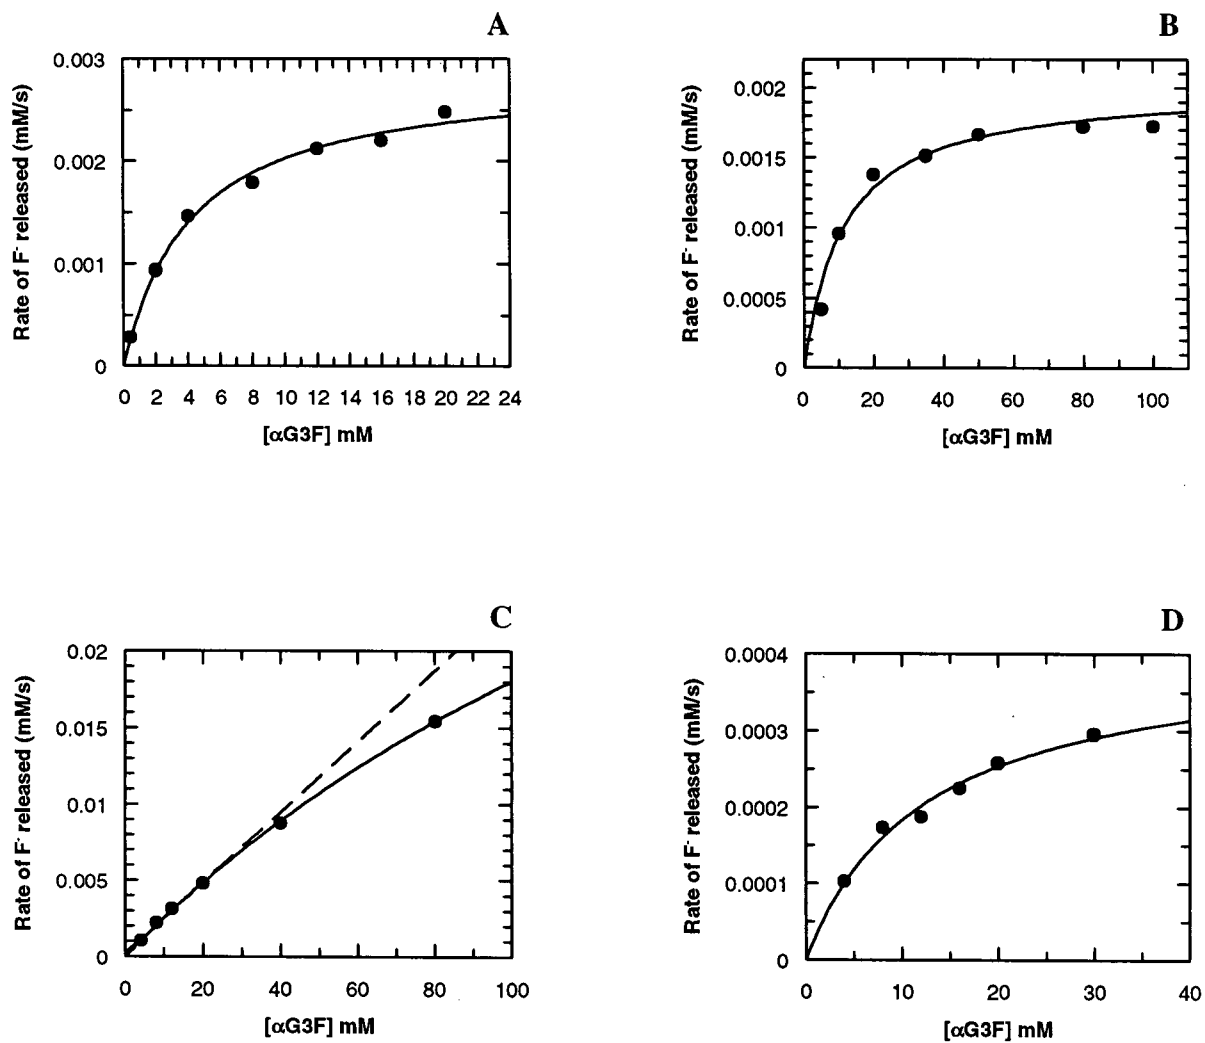 A
0.003
0.002
0.001
0
Rate of F- released (mM/s)
0 2 4 6 8 10 12 14 16 18 20 22 24
[αG3F] mM
B
0.002
0.0015
0.001
0.0005
0
Rate of F- released (mM/s)
0 20 40 60 80 100
[αG3F] mM
C
0.02
0.015
0.01
0.005
0
Rate of F- released (mM/s)
0 20 40 60 80 100
[αG3F] mM
D
0.0004
0.0003
0.0002
0.0001
0
Rate of F- released (mM/s)
0 10 20 30 40
[αG3F] mM